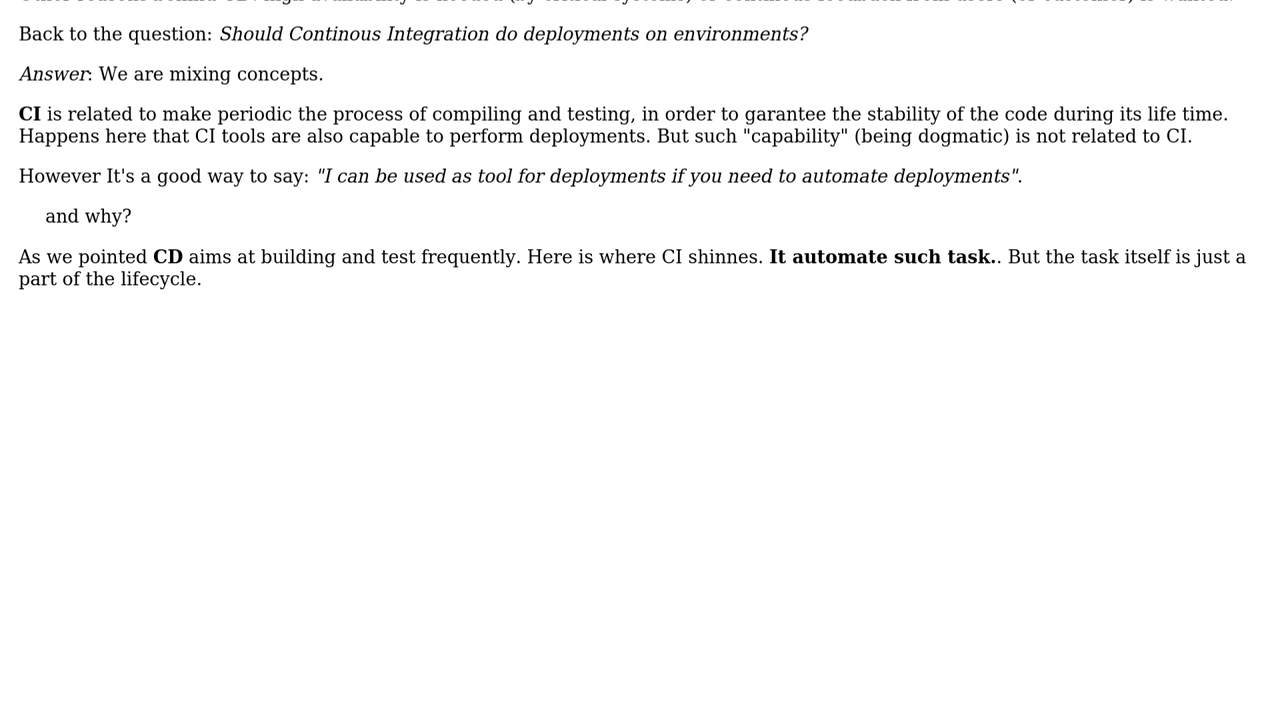 Back to the question: Should Continous Integration do deployments on environments?
Answer: We are mixing concepts.
CI is related to make periodic the process of compiling and testing, in order to garantee the stability of the code during its life time.
Happens here that CI tools are also capable to perform deployments. But such "capability" (being dogmatic) is not related to CI.
However It's a good way to say: "I can be used as tool for deployments if you need to automate deployments".
and why?
As we pointed CD aims at building and test frequently. Here is where CI shinnes. It automate such task.. But the task itself is just a
part of the lifecycle.